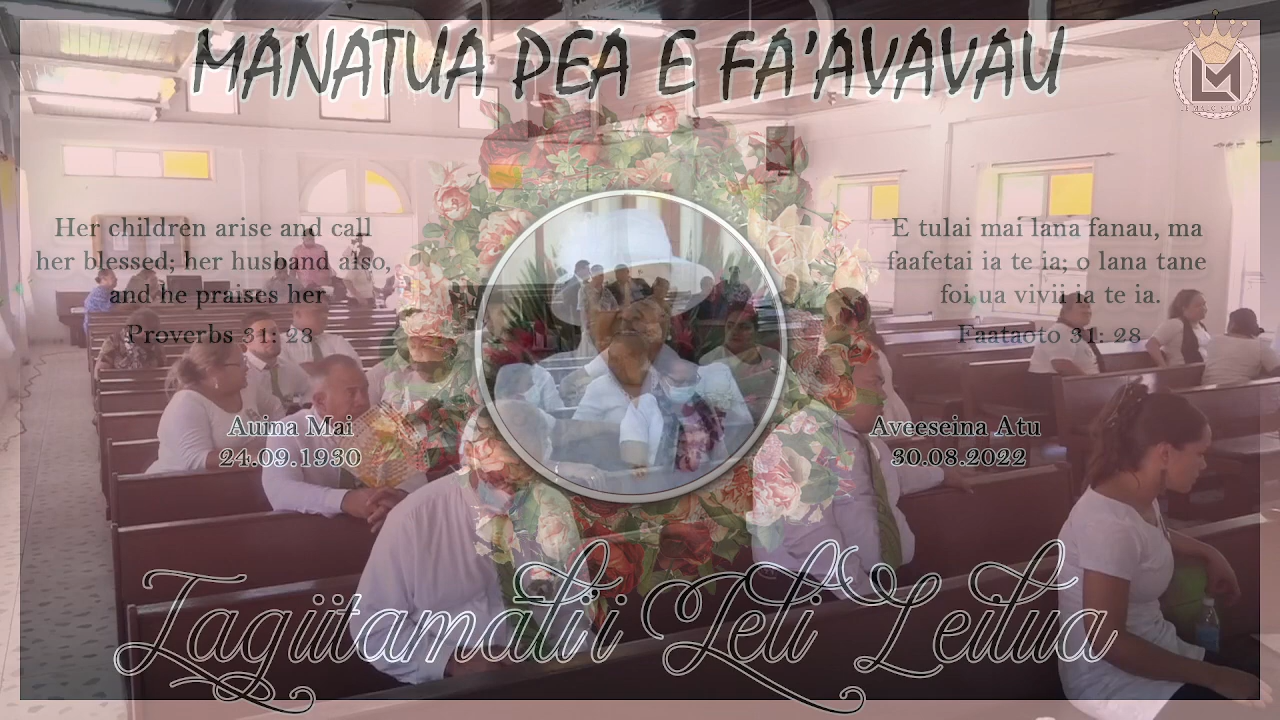 MANATUA PEA E FA'AVAVAU
LM
Her children arise and call
her blessed; her husband also,
and he praises her
Proverbs 31: 28
E tulai mai lana fanau, ma
faafetai ia te ia; o lana tane
foi ua vivii ia te ia.
Faataoto 31: 28
Auina Mai
24.09.1930
Aveeseina Atu
30.08.2022
Leti Leilua